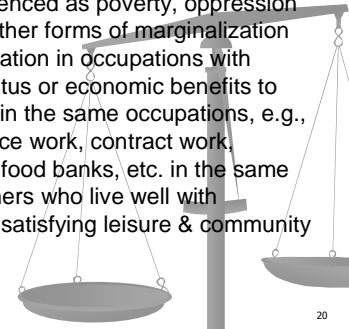 enced as poverty, oppression
ther forms of marginalization
ation in occupations with
tus or economic benefits to
in the same occupations, e.g.,
ce work, contract work,
food banks, etc. in the same
ners who live well with
satisfying leisure & community
20